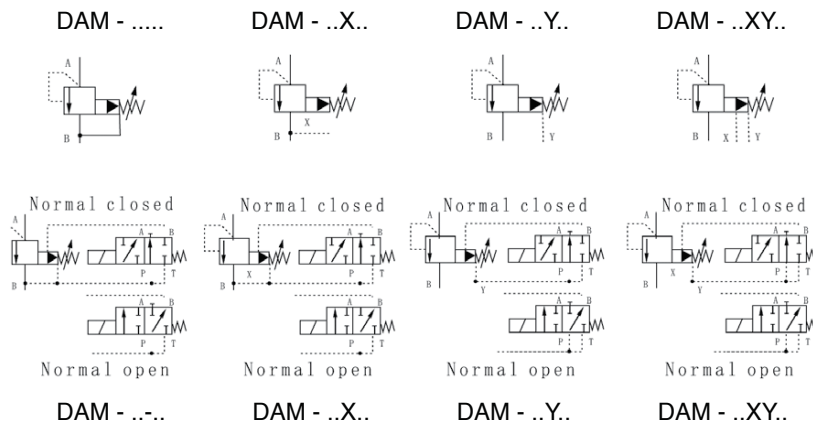 DAM - ..... DAM - ..X.. DAM - ..Y.. DAM - ..XY..
A A A A
X
B B B Y B X Y
Normal closed Normal closed Normal closed Normal closed
A A B A A B A A B A A B
X X
P T P T P T P T
B B B Y B Y
A B A B A B A B
P T P T P T P T
Normal open Normal open Normal open Normal open
DAM - ..-.. DAM - ..X.. DAM - ..Y.. DAM - ..XY..